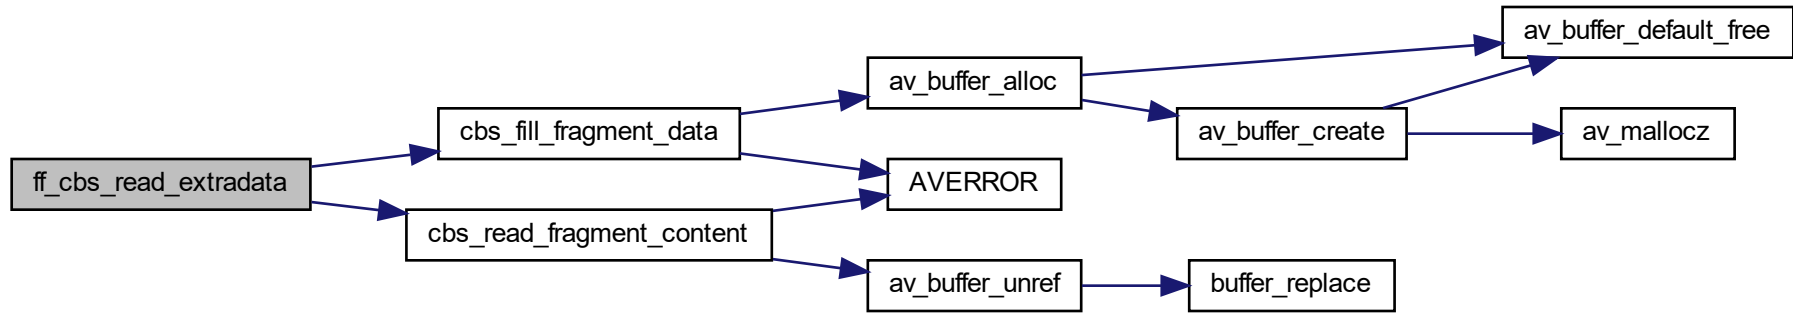 av_buffer_default_free
av_buffer_alloc
cbs_fill_fragment_data
av_buffer_create
av_mallocz
ff_cbs_read_extradata
AVERROR
cbs_read_fragment_content
av_buffer_unref
buffer_replace